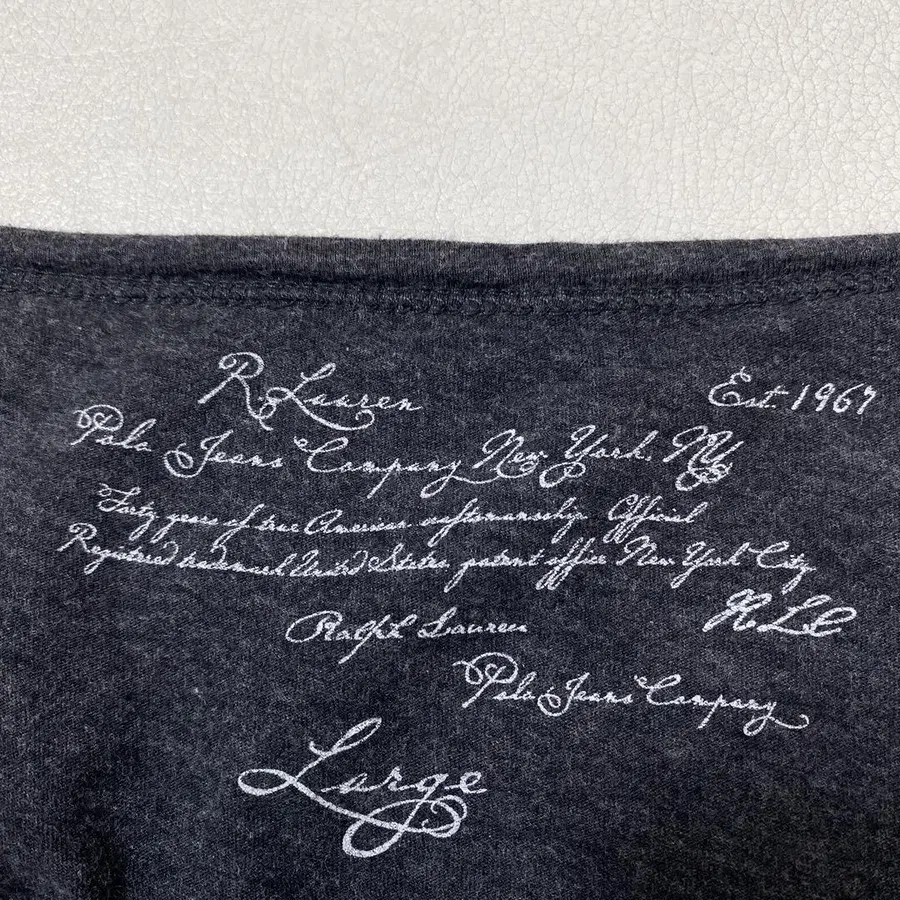 R. Lauren Est. 1967
Polo Jeans Company New York, NY
Forty years of true American craftsmanship Official
Registered trademark United States, patent office New York City
Ralph Lauren
Polo Jeans Company
Large